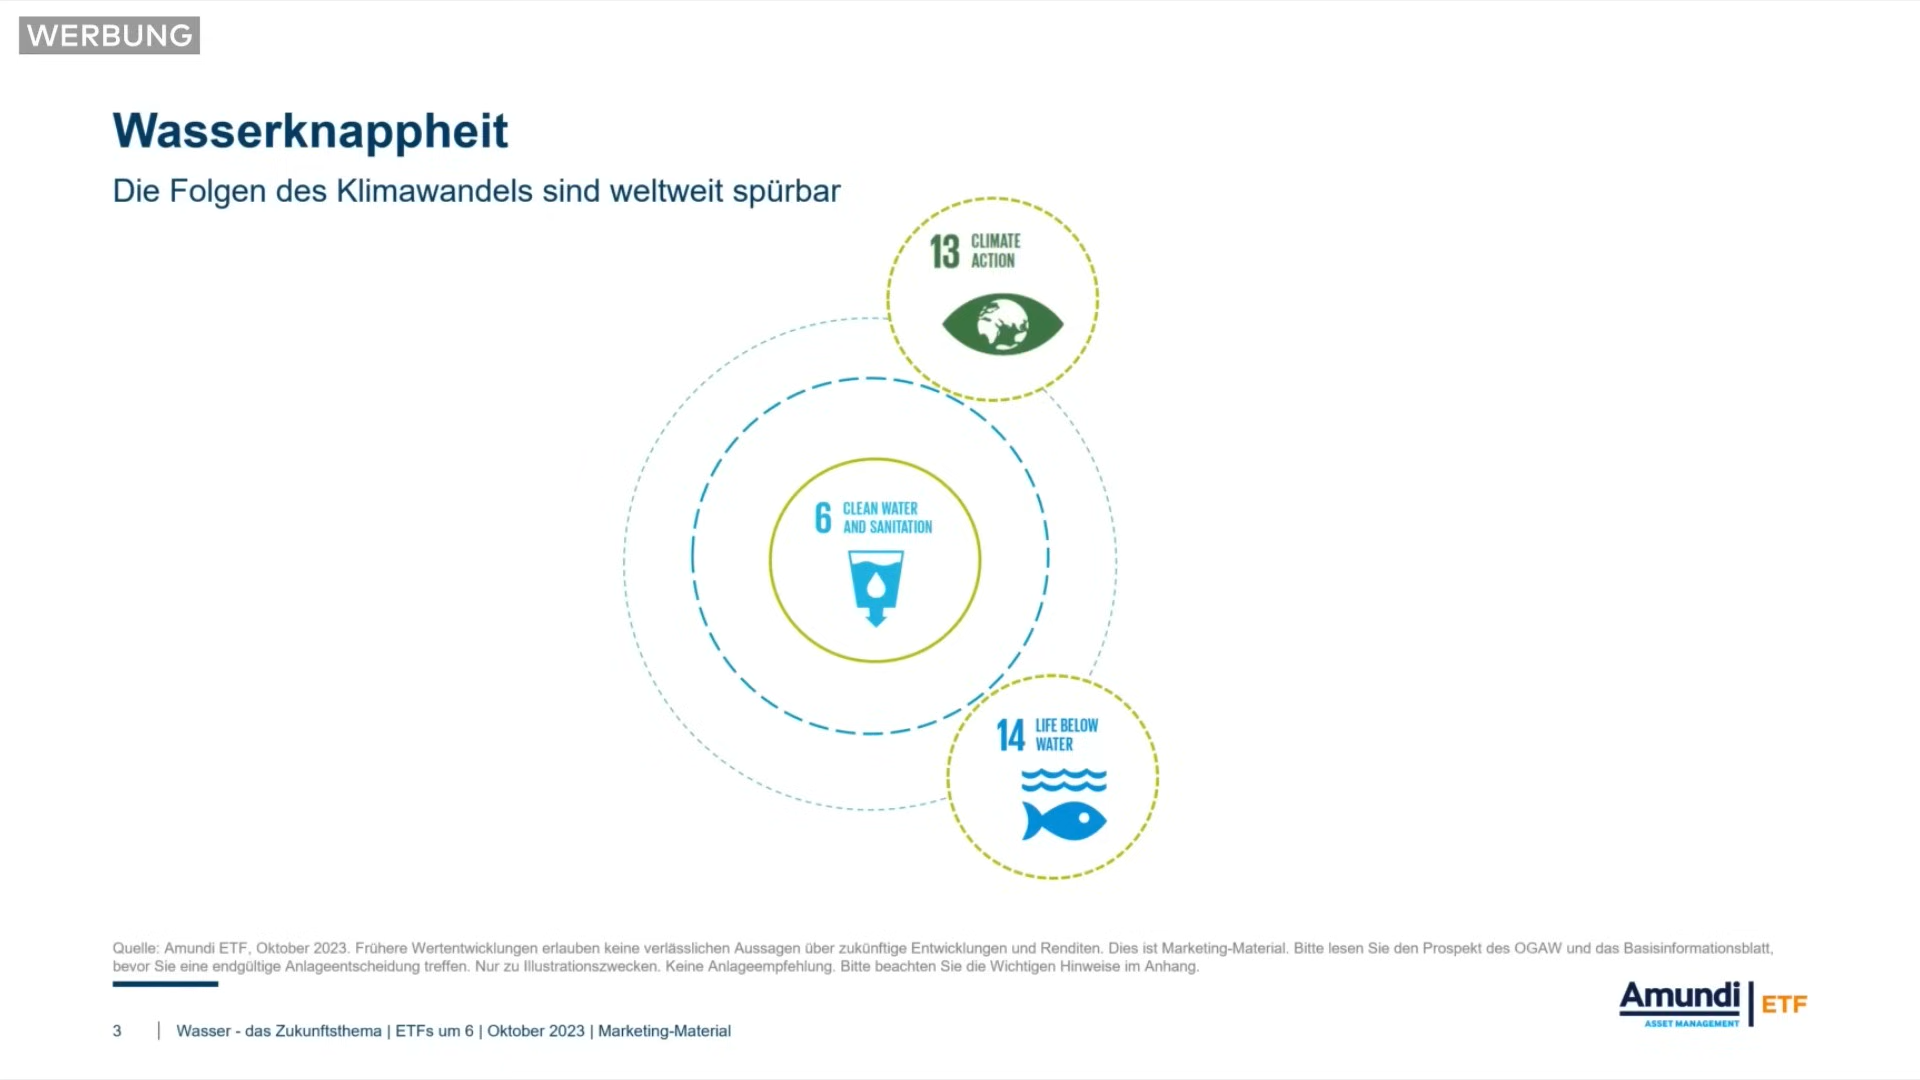 WERBUNG
Wasserknappheit
Die Folgen des Klimawandels sind weltweit spürbar
13 CLIMATE
ACTION
6 CLEAN WATER
AND SANITATION
14 LIFE BELOW
WATER
Quelle: Amundi ETF, Oktober 2023. Frühere Wertentwicklungen erlauben keine verlässlichen Aussagen über zukünftige Entwicklungen und Renditen. Dies ist Marketing-Material. Bitte lesen Sie den Prospekt des OGAW und das Basisinformationsblatt,
bevor Sie eine endgültige Anlageentscheidung treffen. Nur zu Illustrationszwecken. Keine Anlageempfehlung. Bitte beachten Sie die Wichtigen Hinweise im Anhang.
3 | Wasser - das Zukunftsthema | ETFs um 6 | Oktober 2023 | Marketing-Material
Amundi | ETF
ASSET MANAGEMENT